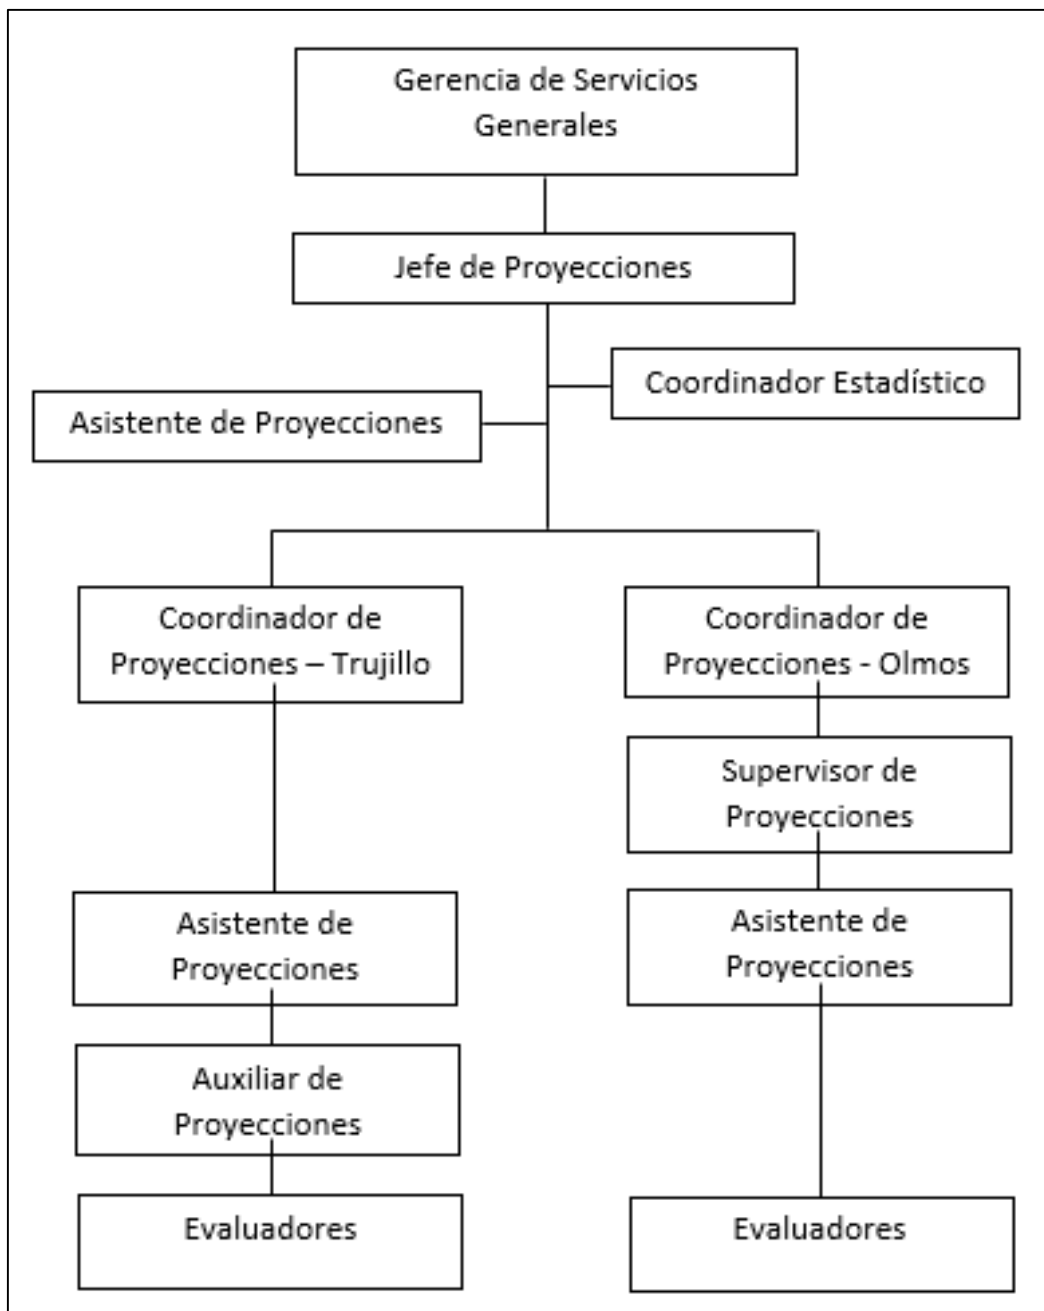 Gerencia de Servicios
Generales
Jefe de Proyecciones
Coordinador Estadístico
Asistente de Proyecciones
Coordinador de
Proyecciones – Trujillo
Coordinador de
Proyecciones - Olmos
Supervisor de
Proyecciones
Asistente de
Proyecciones
Asistente de
Proyecciones
Auxiliar de
Proyecciones
Evaluadores
Evaluadores